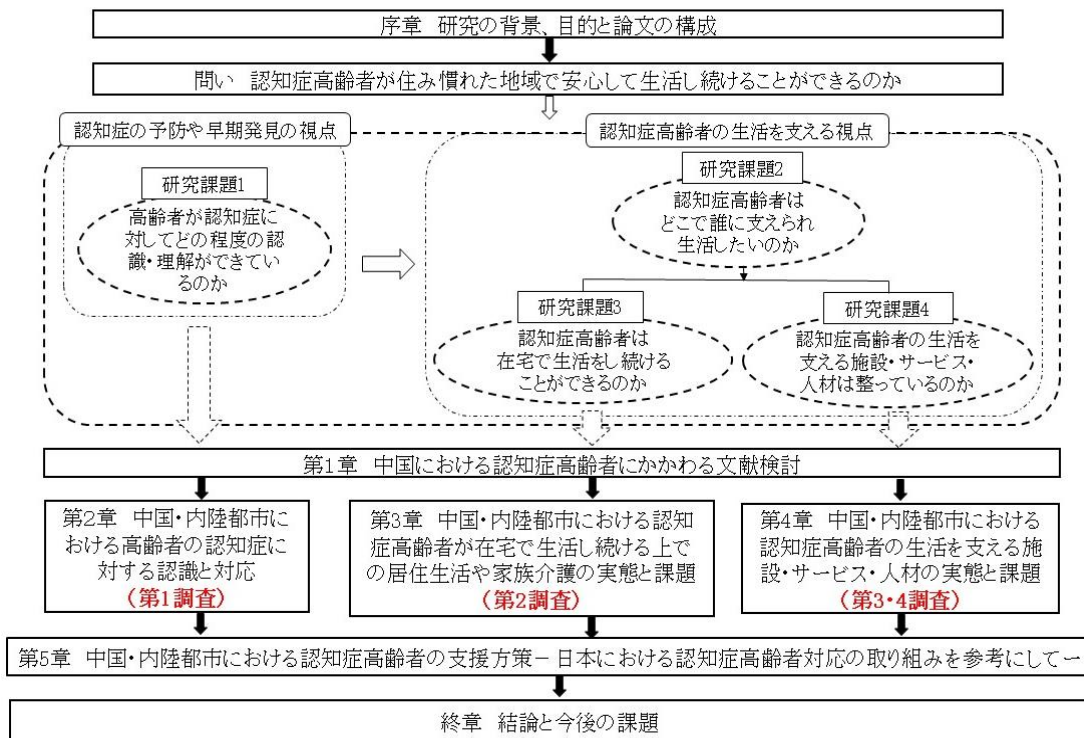 序章 研究の背景、目的と論文の構成
問い 認知症高齢者が住み慣れた地域で安心して生活し続けることができるのか
認知症の予防や早期発見の視点
研究課題1
高齢者が認知症に
対してどの程度の認
識・理解ができてい
るのか
認知症高齢者の生活を支える視点
研究課題2
認知症高齢者は
どこで誰に支えられ
生活したいのか
研究課題3
認知症高齢者は
在宅で生活をし続ける
ことができるのか
研究課題4
認知症高齢者の生活を
支える施設・サービス・
人材は整っているのか
第1章 中国における認知症高齢者にかかわる文献検討
第2章 中国・内陸都市に
おける高齢者の認知症に
対する認識と対応
(第1調査)
第3章 中国・内陸都市における認知
症高齢者が在宅で生活し続ける上で
の居住生活や家族介護の実態と課題
(第2調査)
第4章 中国・内陸都市における
認知症高齢者の生活を支える施
設・サービス・人材の実態と課題
(第3・4調査)
第5章 中国・内陸都市における認知症高齢者の支援方策－日本における認知症高齢者対応の取り組みを参考にしてー
終章 結論と今後の課題